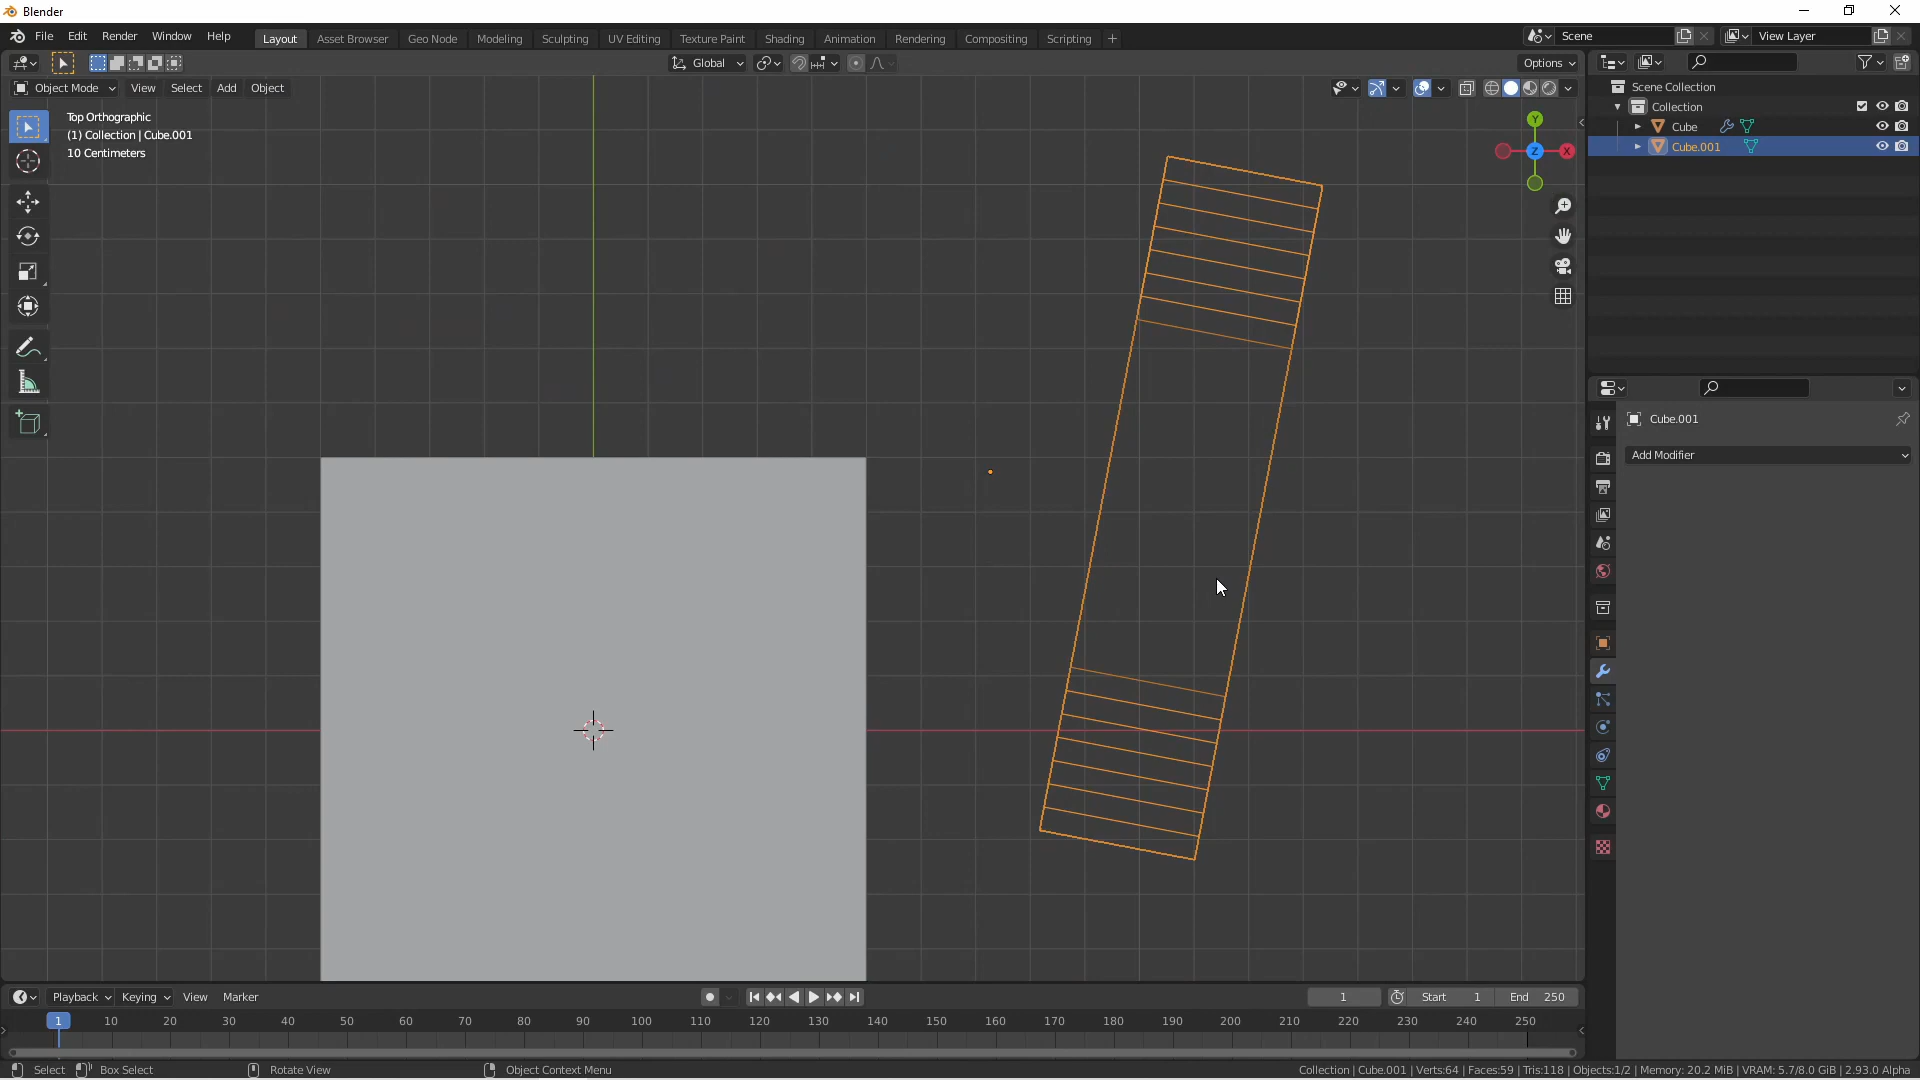 Blender
File Edit Render Window Help Layout Asset Browser Geo Node Modeling Sculpting UV Editing Texture Paint Shading Animation Rendering Compositing Scripting + Scene View Layer
Global Options
Object Mode View Select Add Object
Top Orthographic
(1) Collection | Cube.001
10 Centimeters
Y
Z X
Scene Collection
Collection
Cube
Cube.001
Cube.001
Add Modifier
Playback Keying View Marker 1 Start 1 End 250
1 10 20 30 40 50 60 70 80 90 100 110 120 130 140 150 160 170 180 190 200 210 220 230 240 250
Select Box Select Rotate View Object Context Menu Collection | Cube.001 | Verts:64 | Faces:59 | Tris:118 | Objects:1/2 | Memory: 20.2 MiB | VRAM: 5.7/8.0 GiB | 2.93.0 Alpha